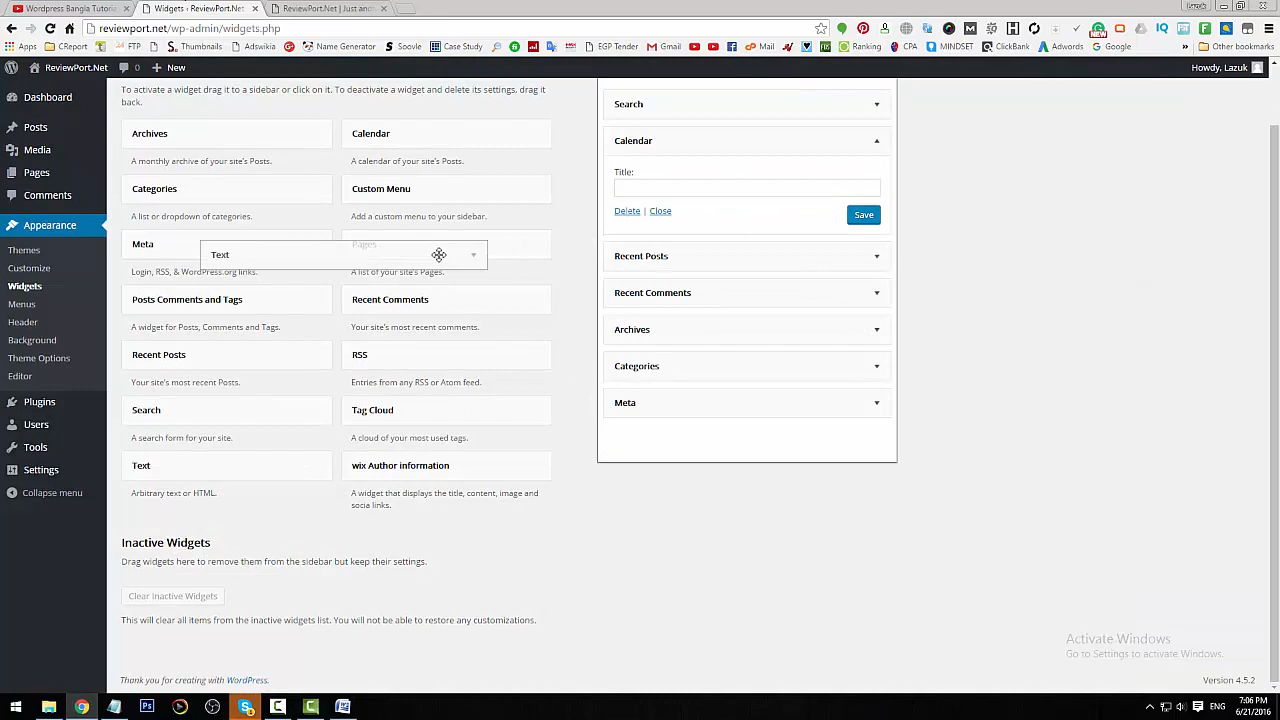 Wordpress Bangla Tutoria
Widgets ‹ ReviewPort.Net
ReviewPort.Net | Just an
Lazuk
reviewport.net/wp-admin/widgets.php
Apps
CReport
FTP
Thumbnails
Adswikia
Name Generator
5doole
Case Study
EGP Tender
Gmail
Mail
Ranking
CPA
MINDSET
ClickBank
Adwords
Google
»
Other bookmarks
ReviewPort.Net
0
New
Howdy, Lazuk
Dashboard
Posts
Media
Pages
Comments
Appearance
Themes
Customize
Widgets
Menus
Header
Background
Theme Options
Editor
Plugins
Users
Tools
Settings
Collapse menu
To activate a widget drag it to a sidebar or click on it. To deactivate a widget and delete its settings, drag it
back.
Archives
A monthly archive of your site's Posts.
Calendar
A calendar of your site's Posts.
Categories
A list or dropdown of categories.
Custom Menu
Add a custom menu to your sidebar.
Meta
Login, RSS, & WordPress.org links.
Pages
A list of your site's Pages.
Text
Posts Comments and Tags
A widget for Posts, Comments and Tags.
Recent Comments
Your site's most recent comments.
Recent Posts
Your site's most recent Posts.
RSS
Entries from any RSS or Atom feed.
Search
A search form for your site.
Tag Cloud
A cloud of your most used tags.
Text
Arbitrary text or HTML.
wix Author information
A widget that displays the title, content, image and
socia links.
Inactive Widgets
Drag widgets here to remove them from the sidebar but keep their settings.
Clear Inactive Widgets
This will clear all items from the inactive widgets list. You will not be able to restore any customizations.
Search
Calendar
Title:
Delete | Close
Save
Recent Posts
Recent Comments
Archives
Categories
Meta
Activate Windows
Go to Settings to activate Windows.
Thank you for creating with WordPress.
Version 4.5.2
ENG
7:06 PM
6/21/2016